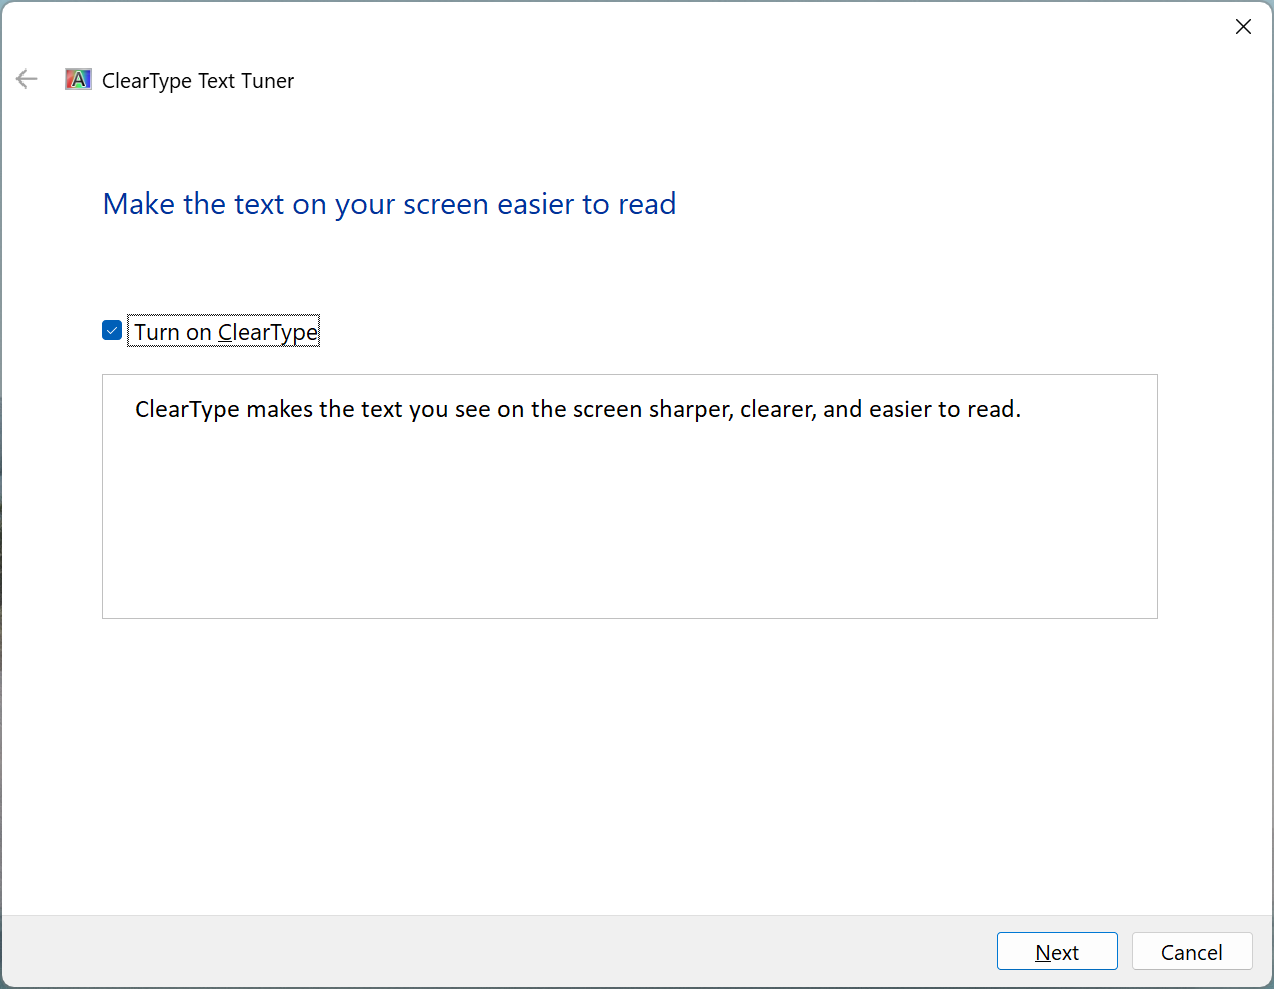 ClearType Text Tuner
Make the text on your screen easier to read
Turn on ClearType
ClearType makes the text you see on the screen sharper, clearer, and easier to read.
Next
Cancel